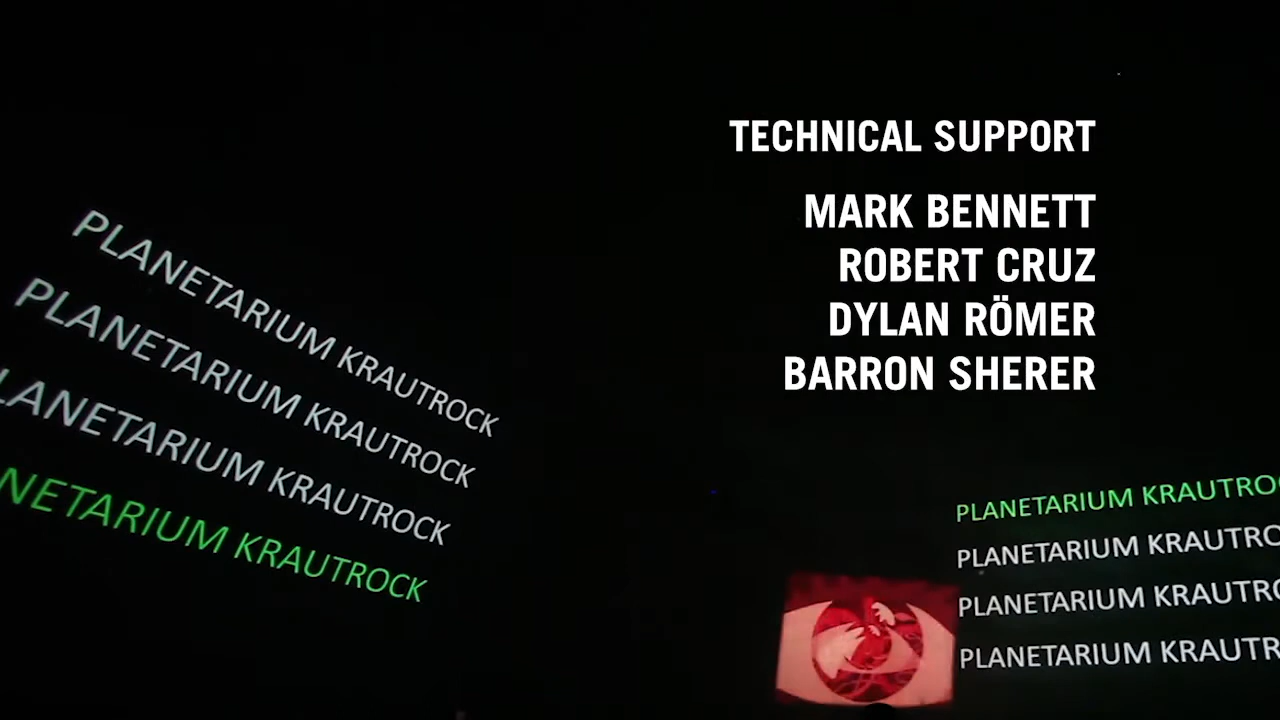 TECHNICAL SUPPORT
MARK BENNETT
ROBERT CRUZ
DYLAN RÖMER
BARRON SHERER
PLANETARIUM KRAUTROCK
PLANETARIUM KRAUTROCK
LANETARIUM KRAUTROCK
NETARIUM KRAUTROCK
PLANETARIUM KRAUTRO
PLANETARIUM KRAUTRO
PLANETARIUM KRAUTRO
PLANETARIUM KRAUTR